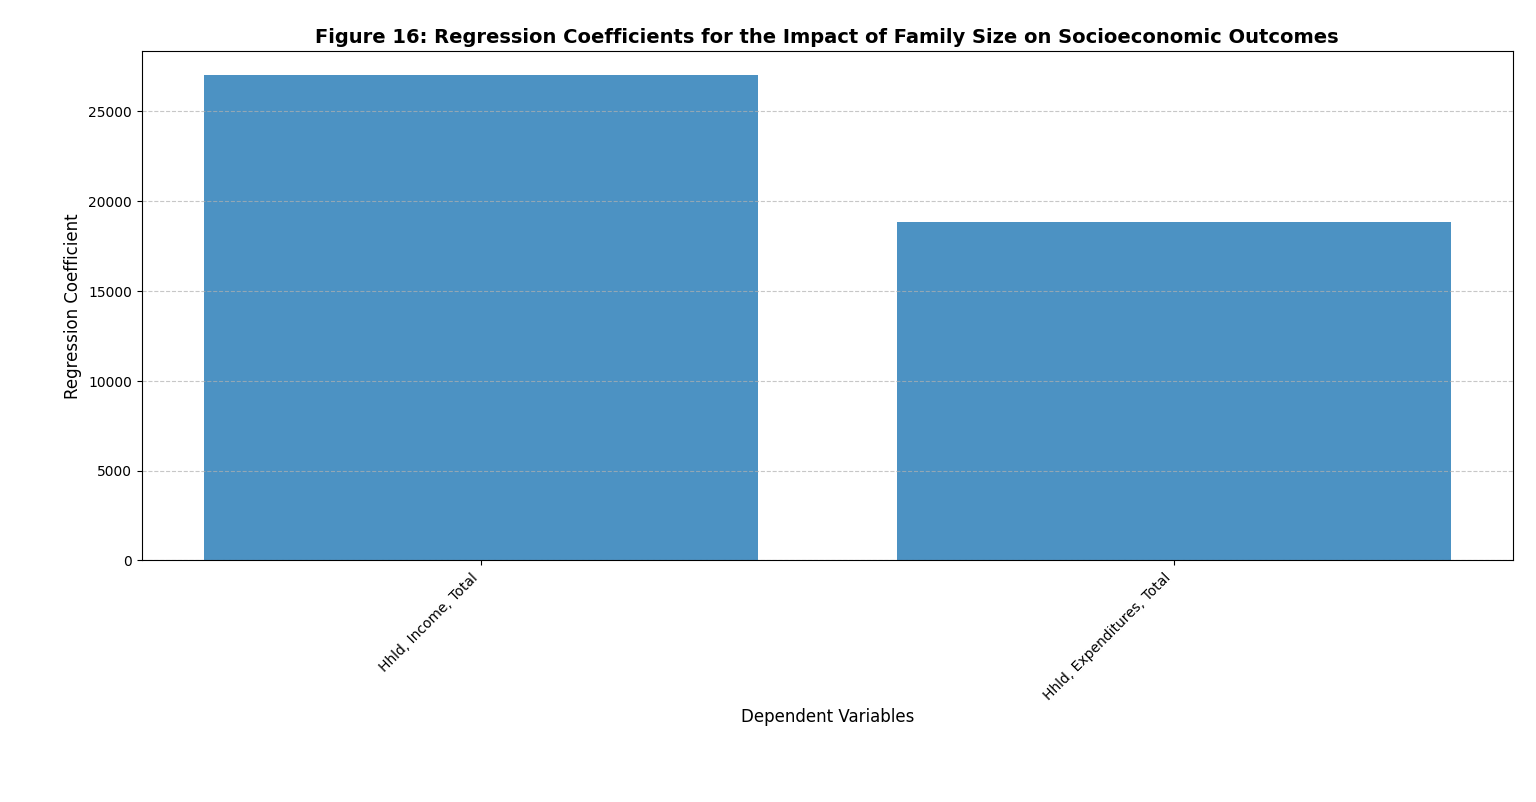 Figure 16: Regression Coefficients for the Impact of Family Size on Socioeconomic Outcomes
Regression Coefficient
25000
20000
15000
10000
5000
0
Hhld, Income, Total
Hhld, Expenditures, Total
Dependent Variables